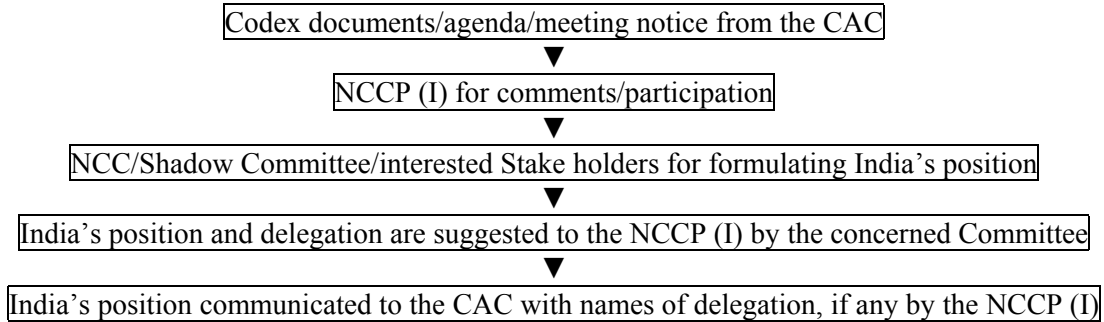 Codex documents/agenda/meeting notice from the CAC
NCCP (I) for comments/participation
NCC/Shadow Committee/interested Stake holders for formulating India’s position
India’s position and delegation are suggested to the NCCP (I) by the concerned Committee
India’s position communicated to the CAC with names of delegation, if any by the NCCP (I)